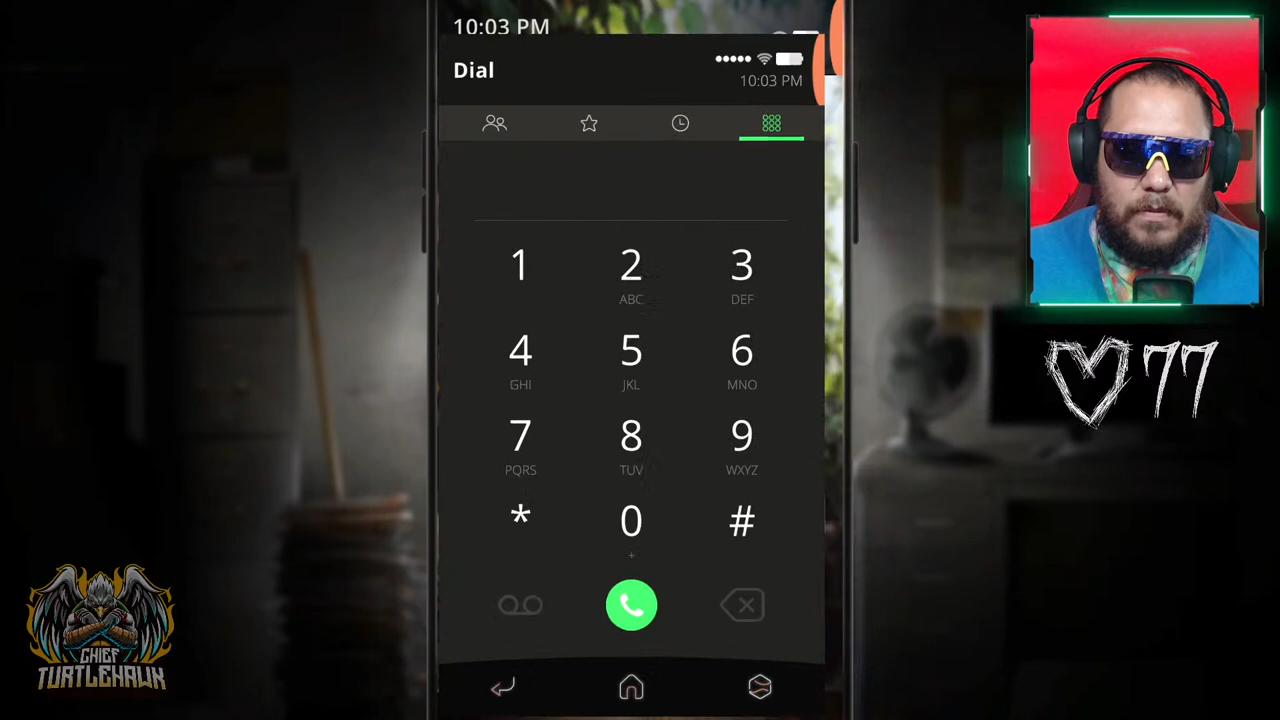 10:03 PM
Dial
10:03 PM
1
2
ABC
3
DEF
4
GHI
5
JKL
6
MNO
7
PQRS
8
TUV
9
WXYZ
*
0
+
#
77
CHIEF
TURTLEHAWK